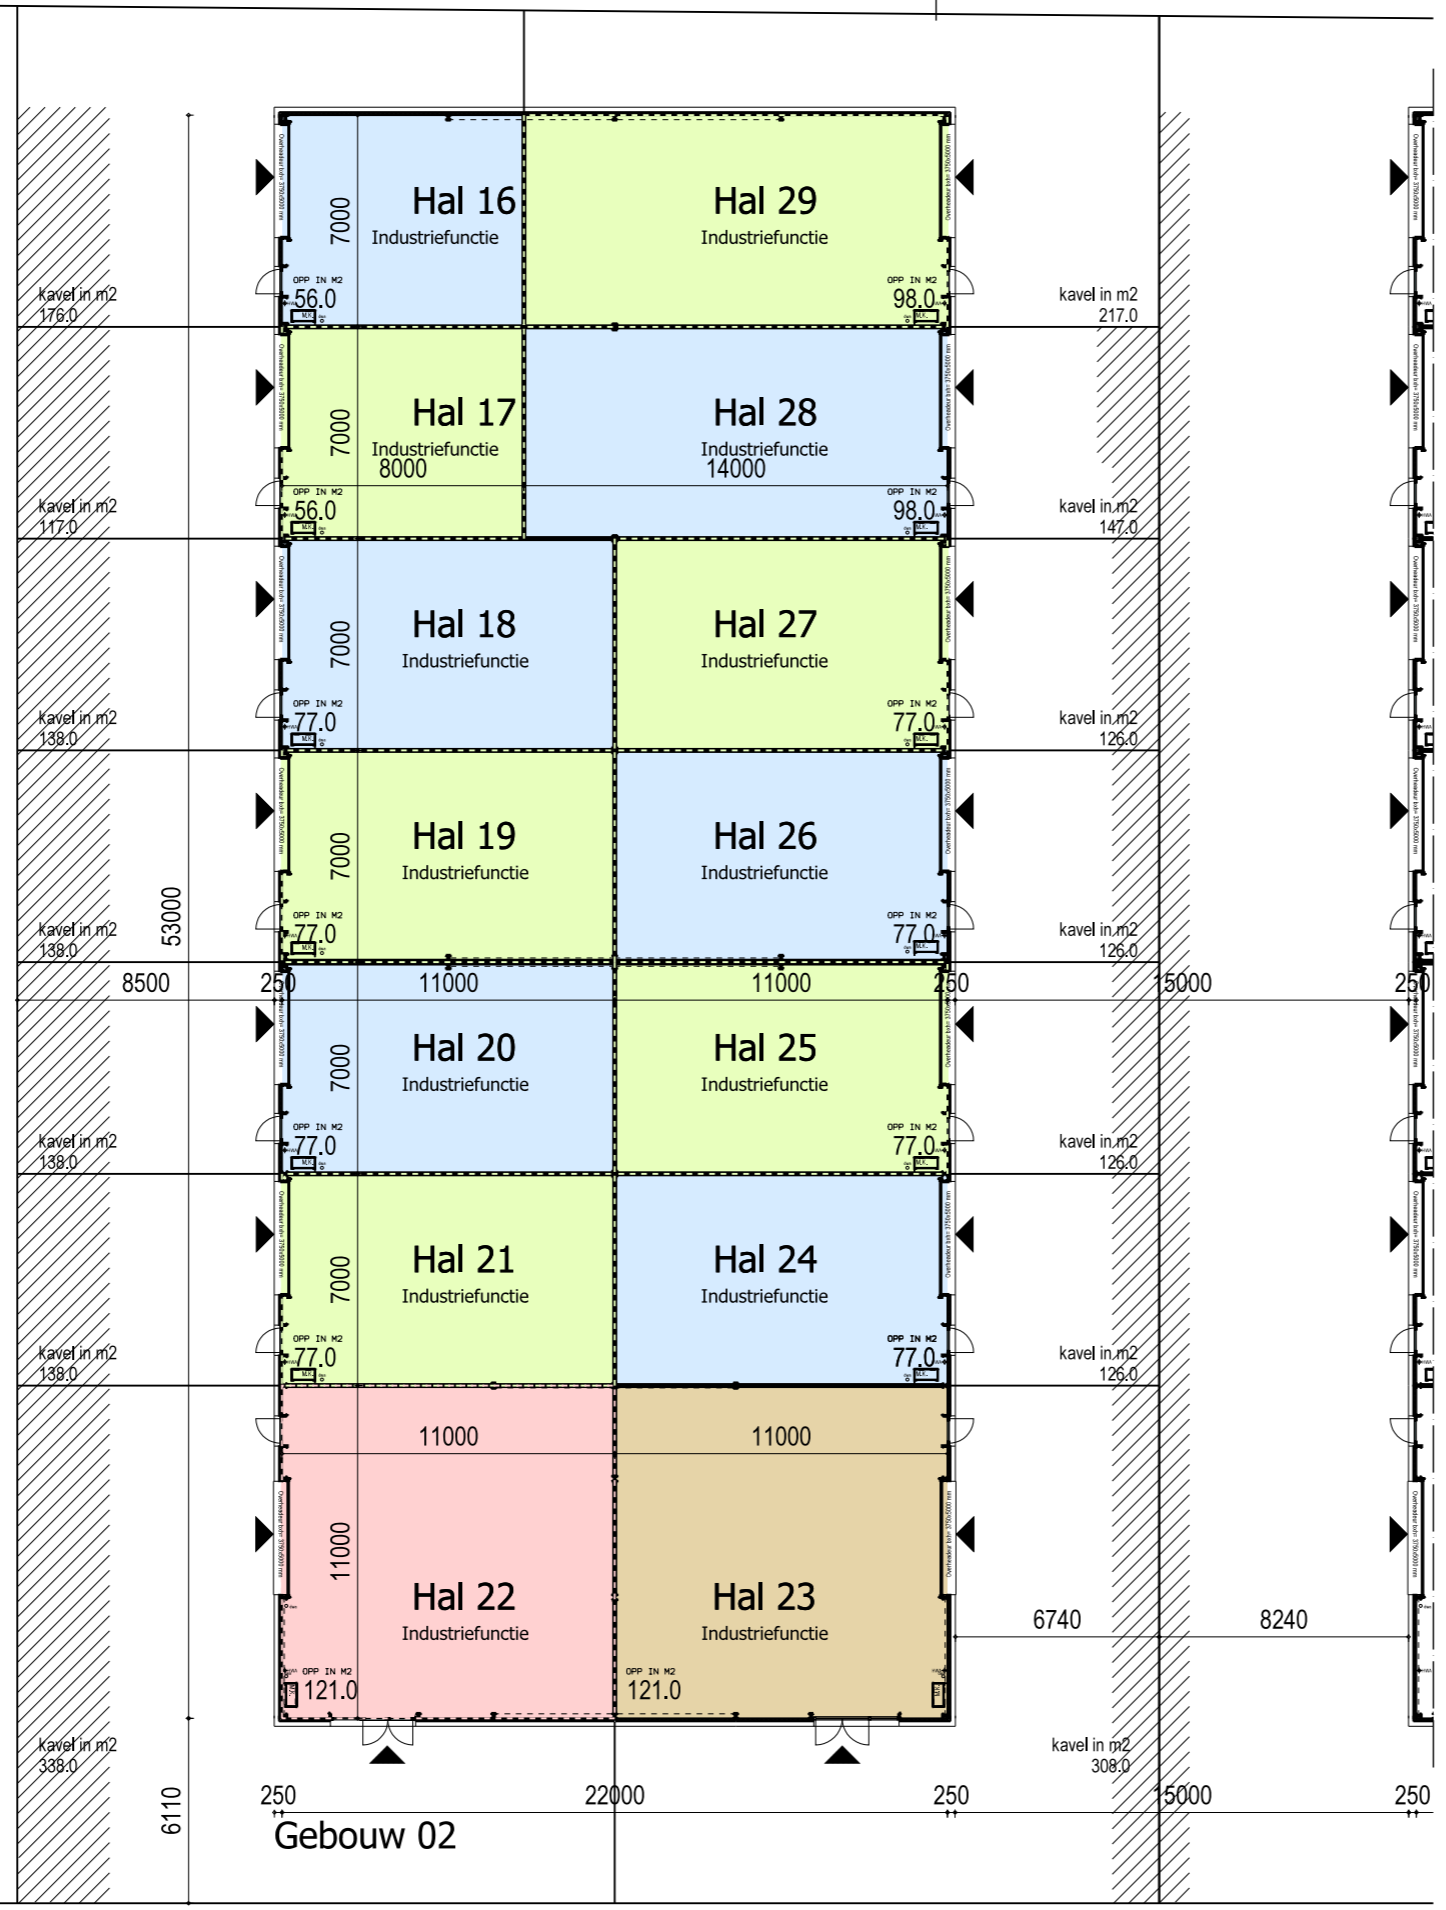 Hal 16
Industriefunctie
7000
OPP IN M2
56.0
M.K.
Overheaddeur bxh= 3750x5000 mm
Hal 29
Industriefunctie
OPP IN M2
98.0
M.K.
Overheaddeur bxh= 3750x5000 mm
kavel in m2
176.0
kavel in m2
217.0
Hal 17
Industriefunctie
7000
8000
OPP IN M2
56.0
M.K.
Hal 28
Industriefunctie
14000
OPP IN M2
98.0
M.K.
kavel in m2
117.0
kavel in m2
147.0
Hal 18
Industriefunctie
7000
OPP IN M2
77.0
M.K.
Hal 27
Industriefunctie
OPP IN M2
77.0
M.K.
kavel in m2
138.0
kavel in m2
126.0
Hal 19
Industriefunctie
7000
OPP IN M2
77.0
M.K.
Hal 26
Industriefunctie
OPP IN M2
77.0
M.K.
53000
kavel in m2
138.0
kavel in m2
126.0
8500
250
11000
11000
250
15000
250
Hal 20
Industriefunctie
7000
OPP IN M2
77.0
M.K.
Hal 25
Industriefunctie
OPP IN M2
77.0
M.K.
kavel in m2
138.0
kavel in m2
126.0
Hal 21
Industriefunctie
7000
OPP IN M2
77.0
M.K.
Hal 24
Industriefunctie
OPP IN M2
77.0
M.K.
kavel in m2
138.0
kavel in m2
126.0
11000
11000
11000
Hal 22
Industriefunctie
OPP IN M2
121.0
Hal 23
Industriefunctie
OPP IN M2
121.0
6740
8240
kavel in m2
338.0
kavel in m2
308.0
6110
250
22000
250
15000
250
Gebouw 02